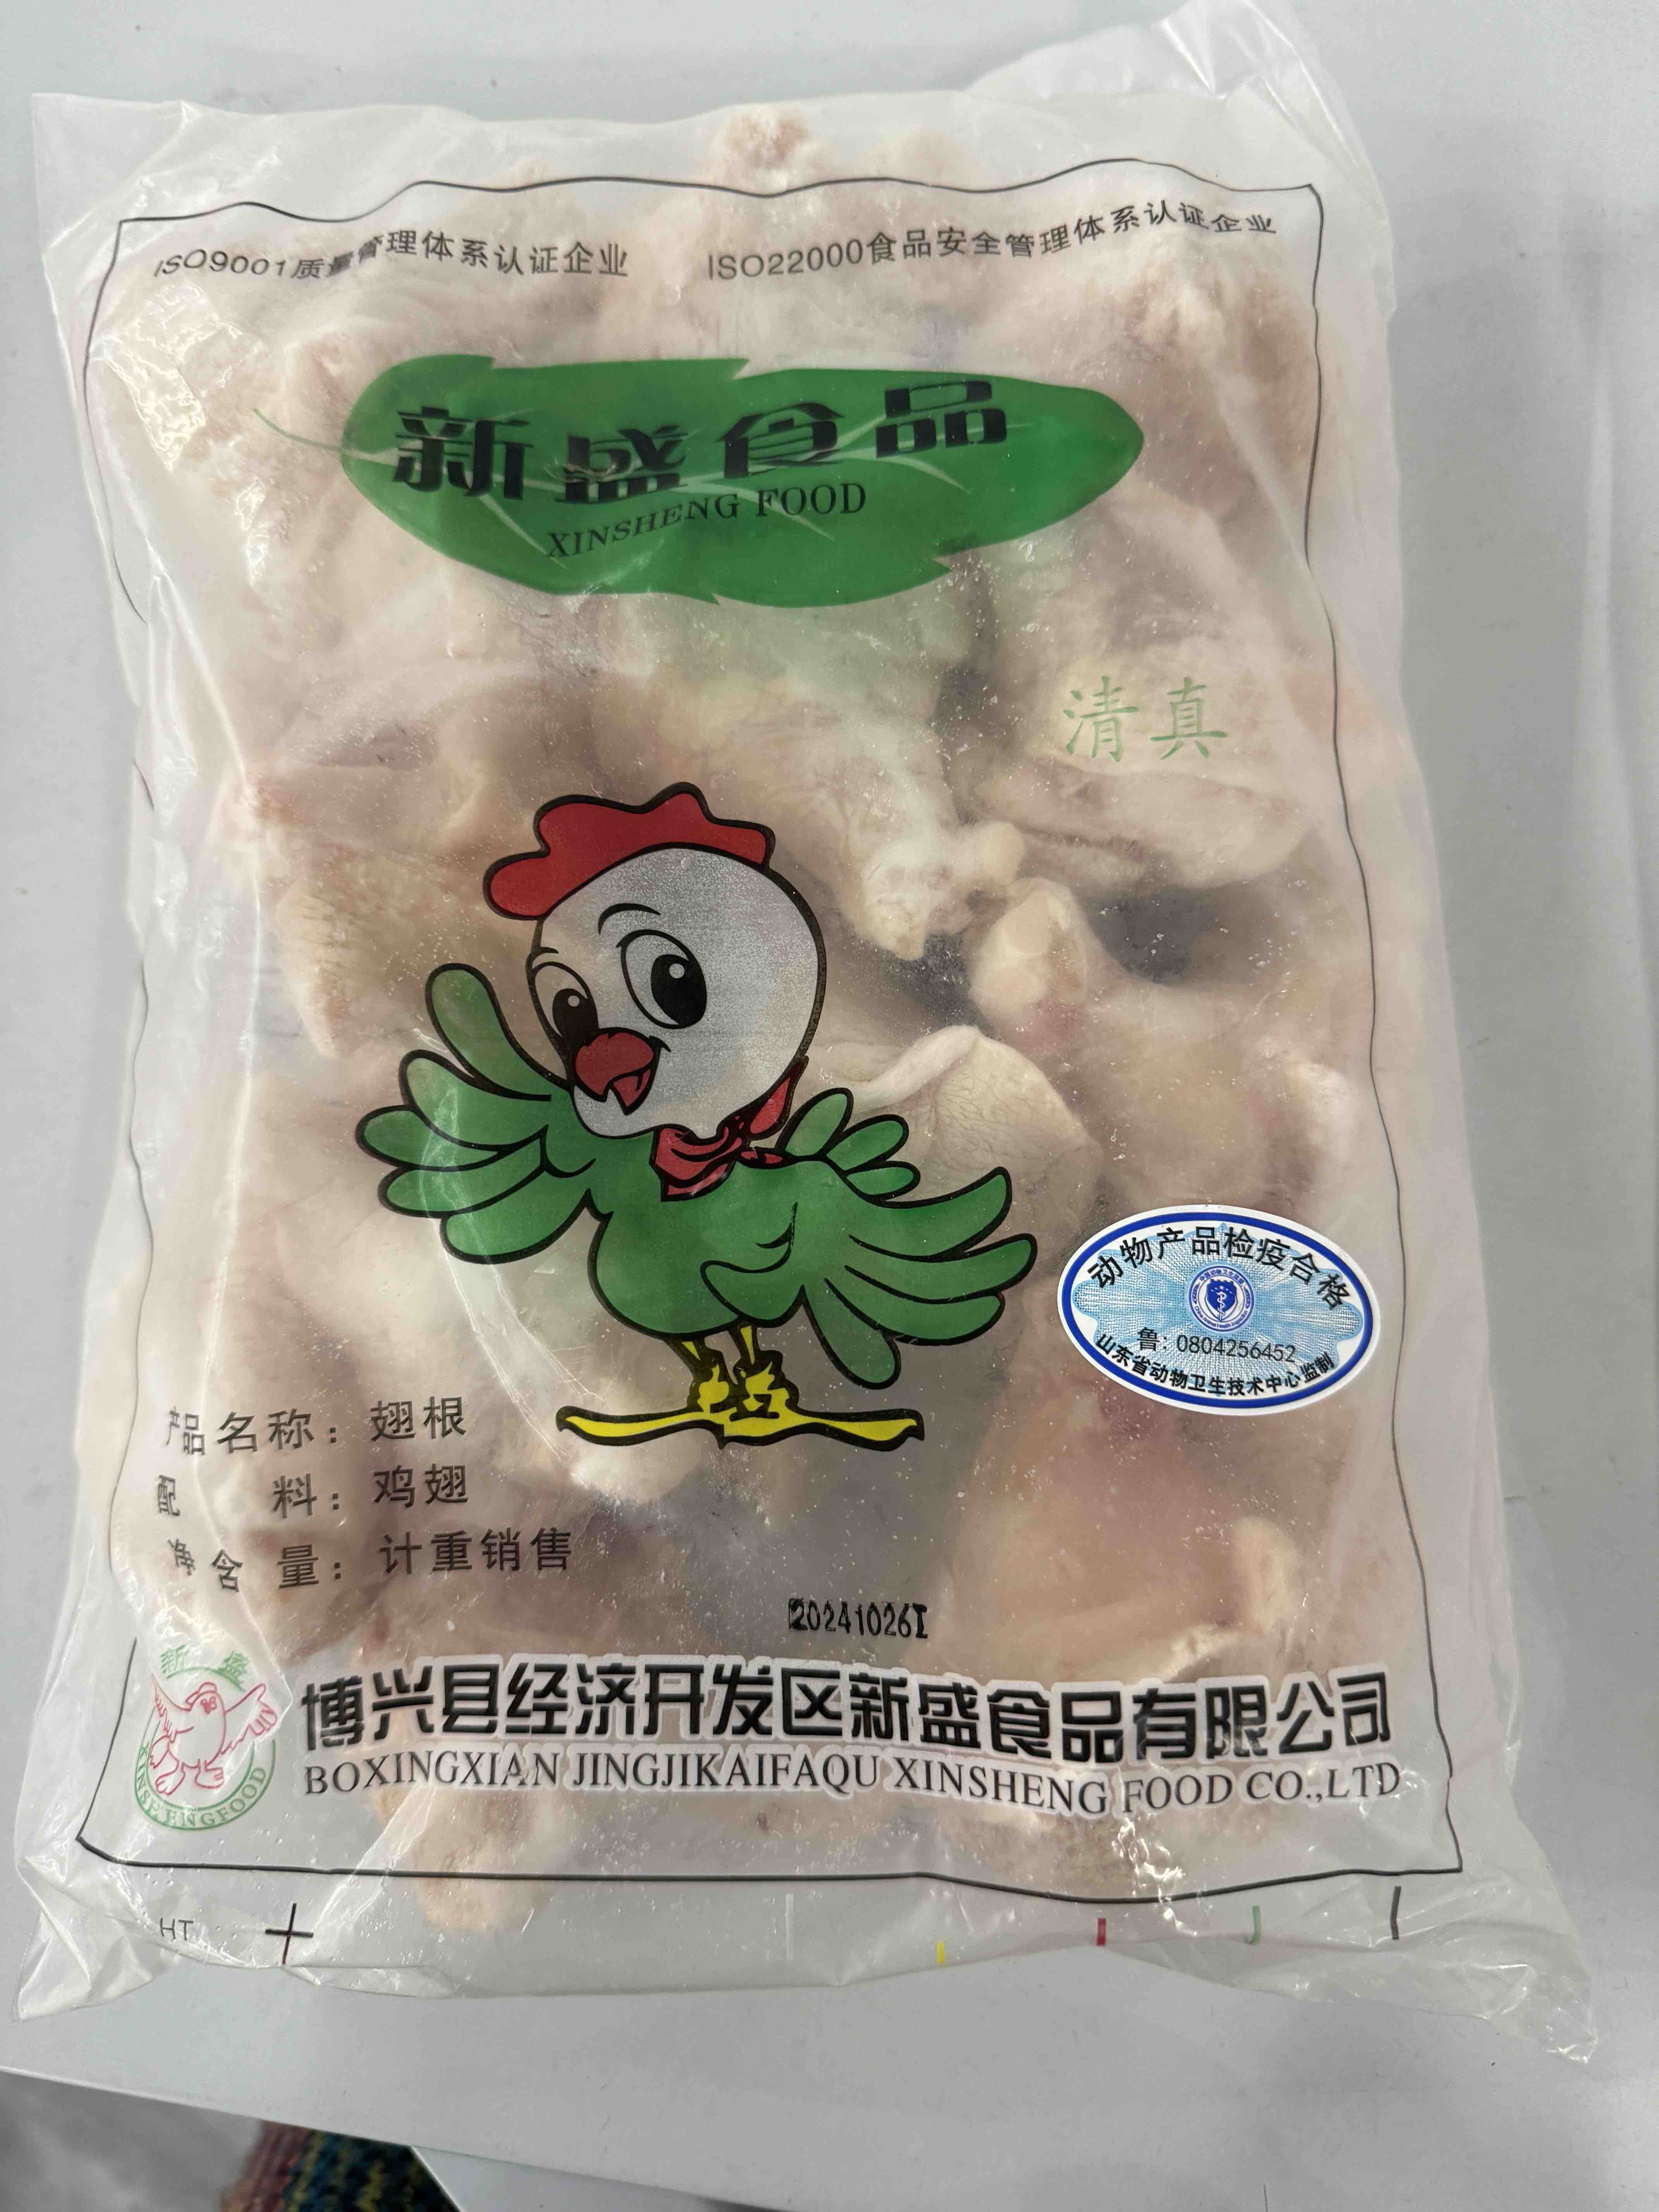 ISO9001质量管理体系认证企业 ISO22000食品安全管理体系认证企业
新盛食品
XINSHENG FOOD
清真
动物产品检疫合格
鲁: 0804256452
山东省动物卫生技术中心监制
产品名称：翅根
配料：鸡翅
净含量：计重销售
20241026I
新盛
XINSHENGFOOD
博兴县经济开发区新盛食品有限公司
BOXINGXIAN JINGJIKAIFAQU XINSHENG FOOD CO.,LTD
HT